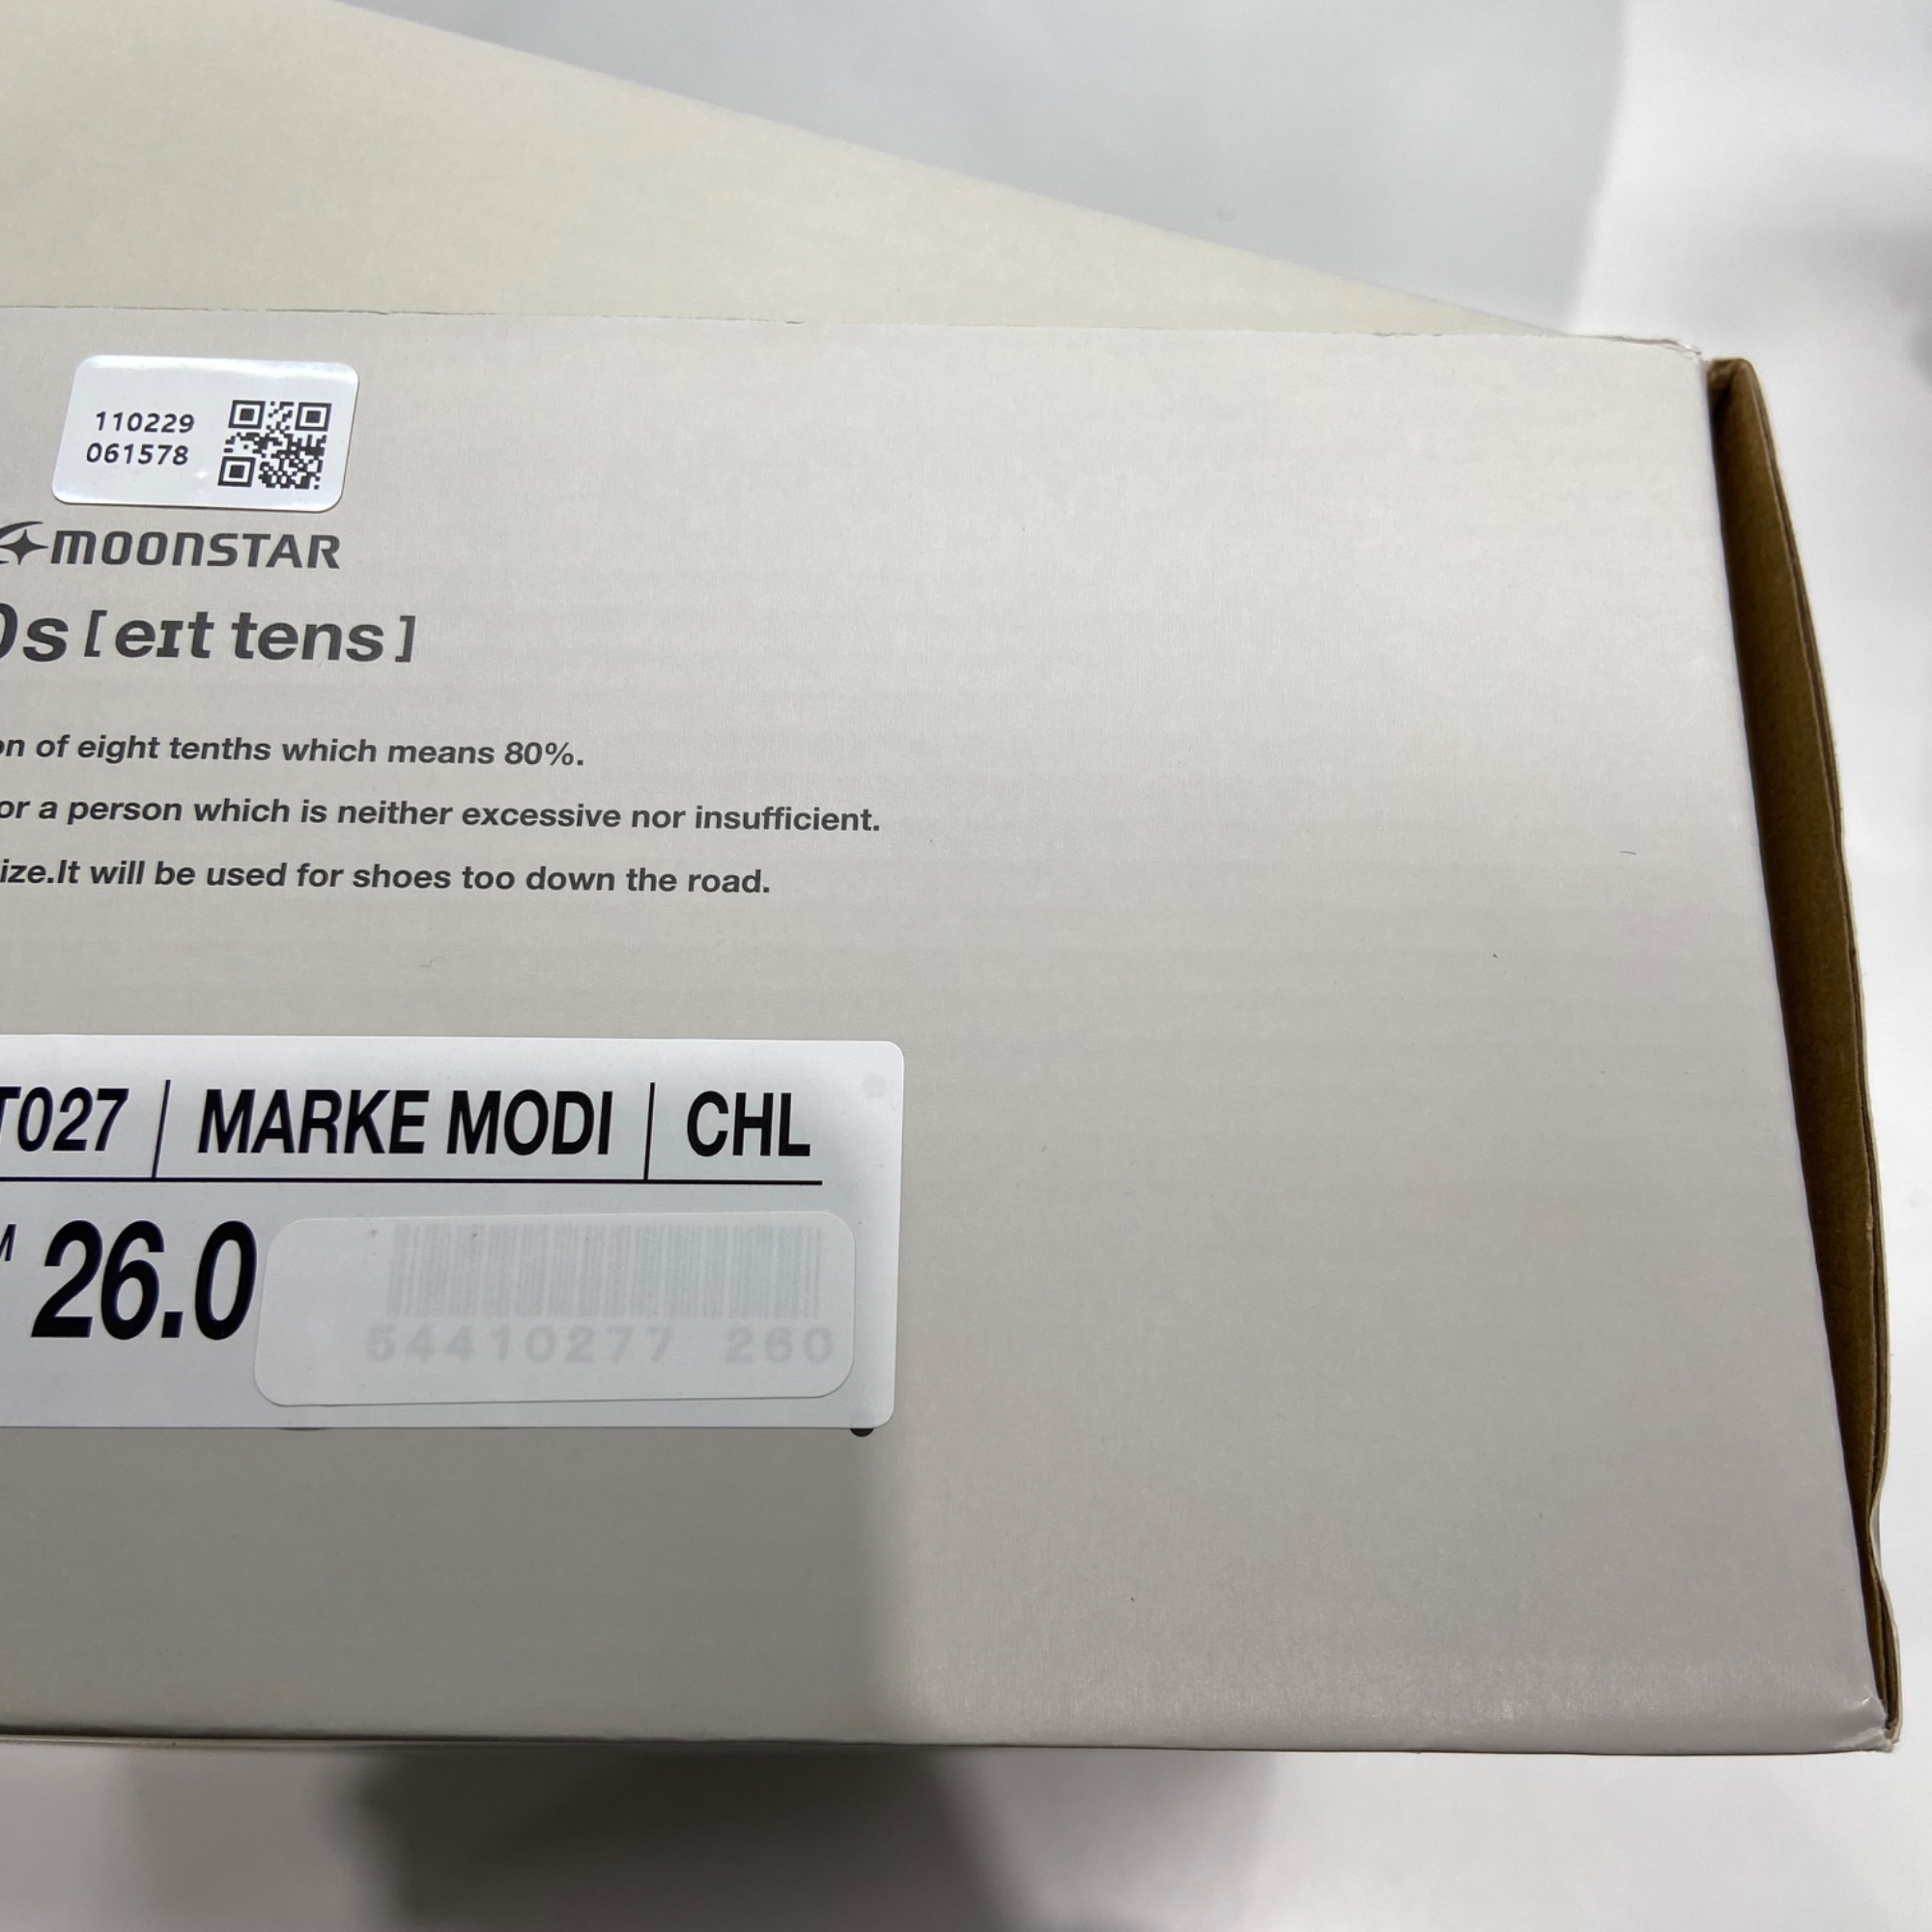 110229
061578
MOONSTAR
s [eɪt tens]
of eight tenths which means 80%.
or a person which is neither excessive nor insufficient.
ize.It will be used for shoes too down the road.
T027 | MARKE MODI | CHL
26.0
54410277 260